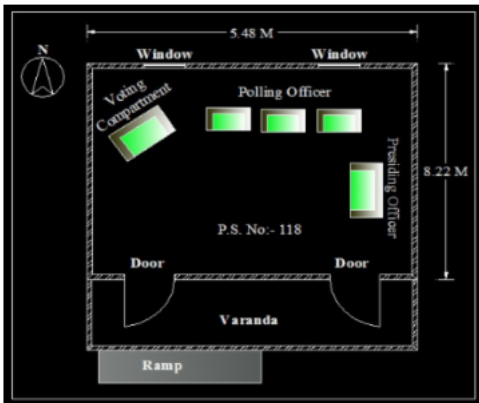 5.48 M
N
Window
Window
Voting
Compartment
Polling Officer
Presiding Officer
8.22 M
P.S. No:- 118
Door
Door
Varanda
Ramp